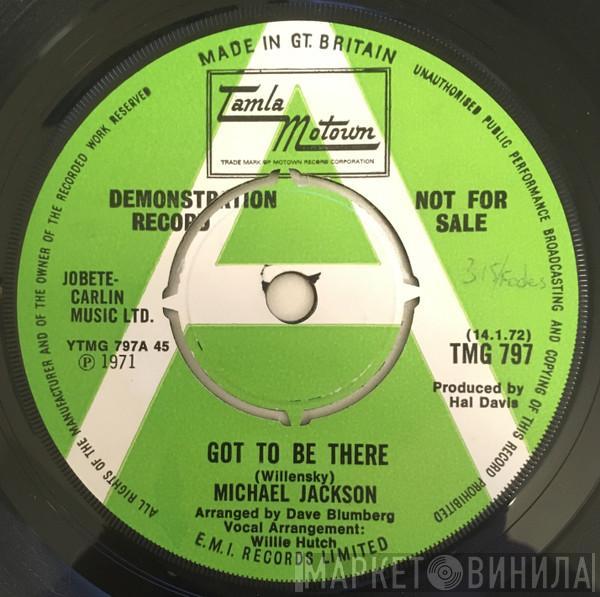 MADE IN GT. BRITAIN
UNAUTHORISED PUBLIC PERFORMANCE BROADCASTING AND COPYING OF THIS RECORD PROHIBITED
ALL RIGHTS OF THE MANUFACTURER AND OF THE OWNER OF THE RECORDED WORK RESERVED
Tamla
Motown
TRADE MARK OF MOTOWN RECORD CORPORATION
DEMONSTRATION
RECORD
NOT FOR
SALE
JOBETE-
CARLIN
MUSIC LTD.
YTMG 797A 45
Ⓟ 1971
(14.1.72)
TMG 797
Produced by
Hal Davis
GOT TO BE THERE
(Willensky)
MICHAEL JACKSON
Arranged by Dave Blumberg
Vocal Arrangement:
Willie Hutch
E.M.I. RECORDS LIMITED
МАРКЕТ ВИНИЛА